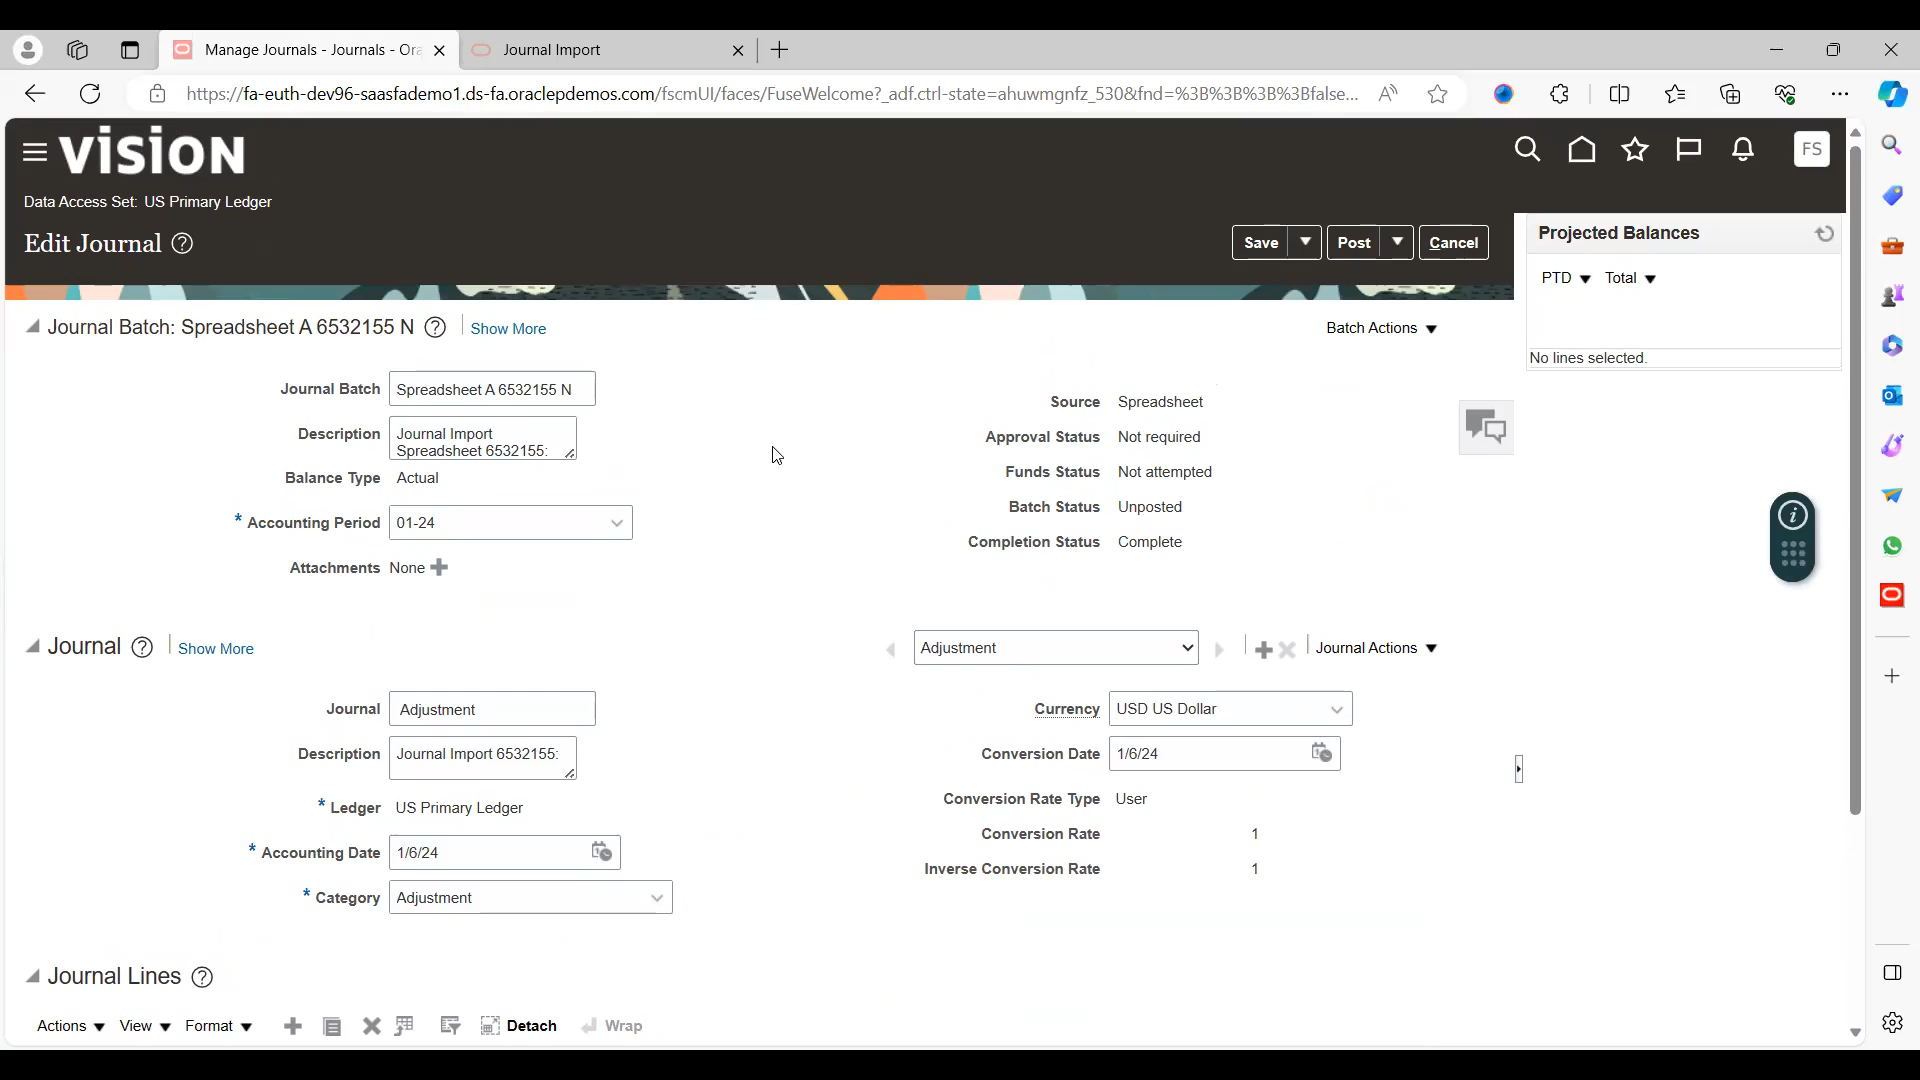 Manage Journals - Journals - Ora
Journal Import
https://fa-euth-dev96-saasfademo1.ds-fa.oraclepdemos.com/fscmUI/faces/FuseWelcome?_adf.ctrl-state=ahuwmgnfz_530&fnd=%3B%3B%3B%3Bfalse...
VISION
FS
Data Access Set: US Primary Ledger
Edit Journal
Save
Post
Cancel
Projected Balances
PTD
Total
No lines selected.
Journal Batch: Spreadsheet A 6532155 N
Show More
Batch Actions
Journal Batch
Spreadsheet A 6532155 N
Description
Journal Import
Spreadsheet 6532155:
Balance Type
Actual
* Accounting Period
01-24
Attachments
None
Source
Spreadsheet
Approval Status
Not required
Funds Status
Not attempted
Batch Status
Unposted
Completion Status
Complete
Journal
Show More
Adjustment
Journal Actions
Journal
Adjustment
Description
Journal Import 6532155:
* Ledger
US Primary Ledger
* Accounting Date
1/6/24
* Category
Adjustment
Currency
USD US Dollar
Conversion Date
1/6/24
Conversion Rate Type
User
Conversion Rate
1
Inverse Conversion Rate
1
Journal Lines
Actions
View
Format
Detach
Wrap